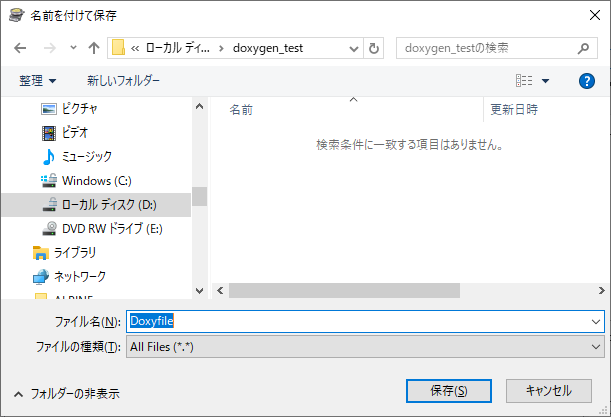 名前を付けて保存
« ローカル ディ... › doxygen_test
doxygen_testの検索
整理 新しいフォルダー
ピクチャ
ビデオ
ミュージック
Windows (C:)
ローカル ディスク (D:)
DVD RW ドライブ (E:)
ライブラリ
ネットワーク
ALPINE
名前 更新日時
検索条件に一致する項目はありません。
ファイル名(N): Doxyfile
ファイルの種類(T): All Files (*.*)
フォルダーの非表示
保存(S) キャンセル